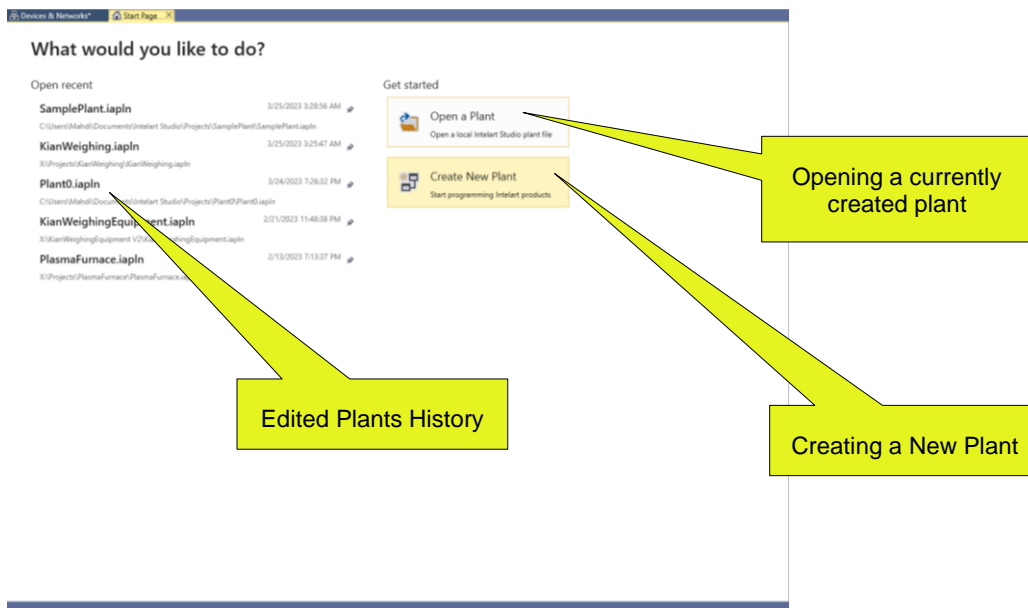 Devices & Networks*
Start Page
What would you like to do?
Open recent
SamplePlant.iapln 3/25/2023 3:28:56 AM
C:\Users\Mahdi\Documents\Intelart Studio\Projects\SamplePlant\SamplePlant.iapln
KianWeighing.iapln 3/25/2023 3:25:47 AM
X:\Projects\KianWeighing\KianWeighing.iapln
Plant0.iapln 3/24/2023 7:26:32 PM
C:\Users\Mahdi\Documents\Intelart Studio\Projects\Plant0\Plant0.iapln
KianWeighingEquipment.iapln 2/21/2023 11:48:38 PM
X:\KianWeighingEquipment
PlasmaFurnace.iapln 2/13/2023 7:13:37 PM
Get started
Open a Plant
Open a local Intelart Studio plant file
Create New Plant
Start programming Intelart products
Opening a currently
created plant
Edited Plants History
Creating a New Plant